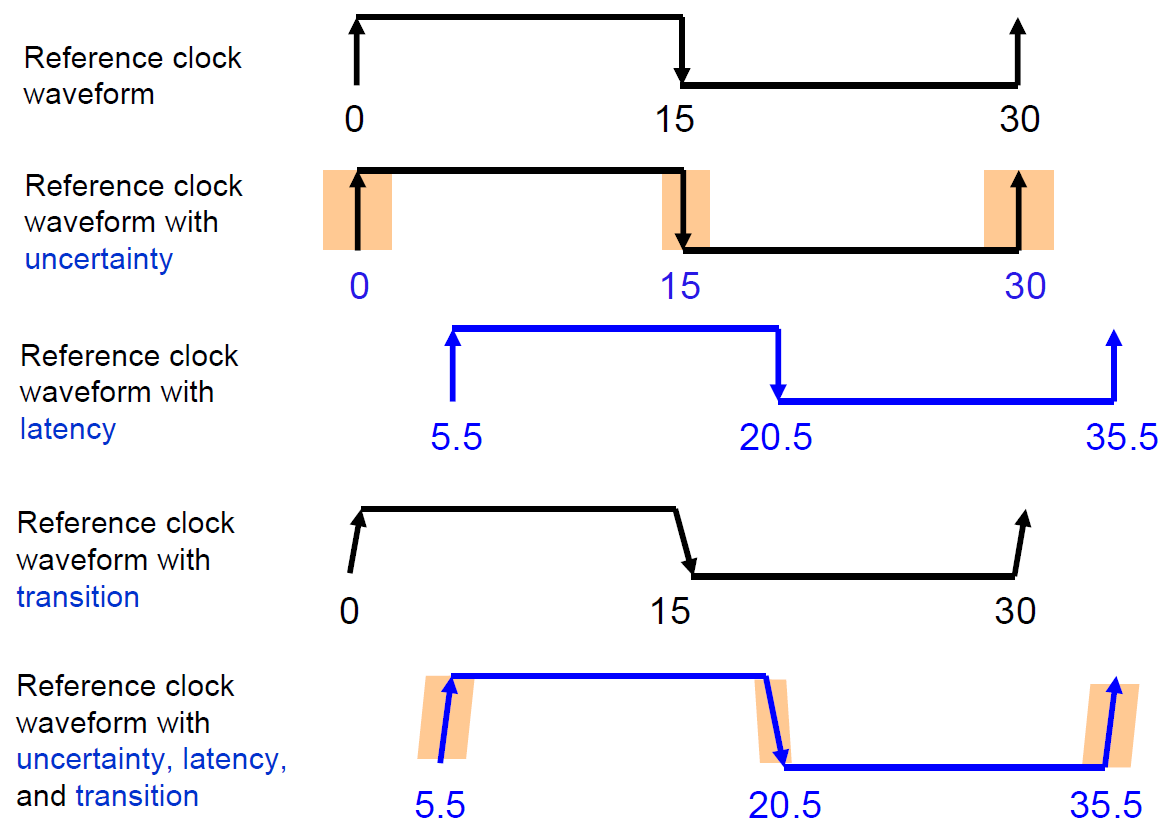 Reference clock
waveform
0 15 30
Reference clock
waveform with
uncertainty
0 15 30
Reference clock
waveform with
latency
5.5 20.5 35.5
Reference clock
waveform with
transition
0 15 30
Reference clock
waveform with
uncertainty, latency,
and transition
5.5 20.5 35.5